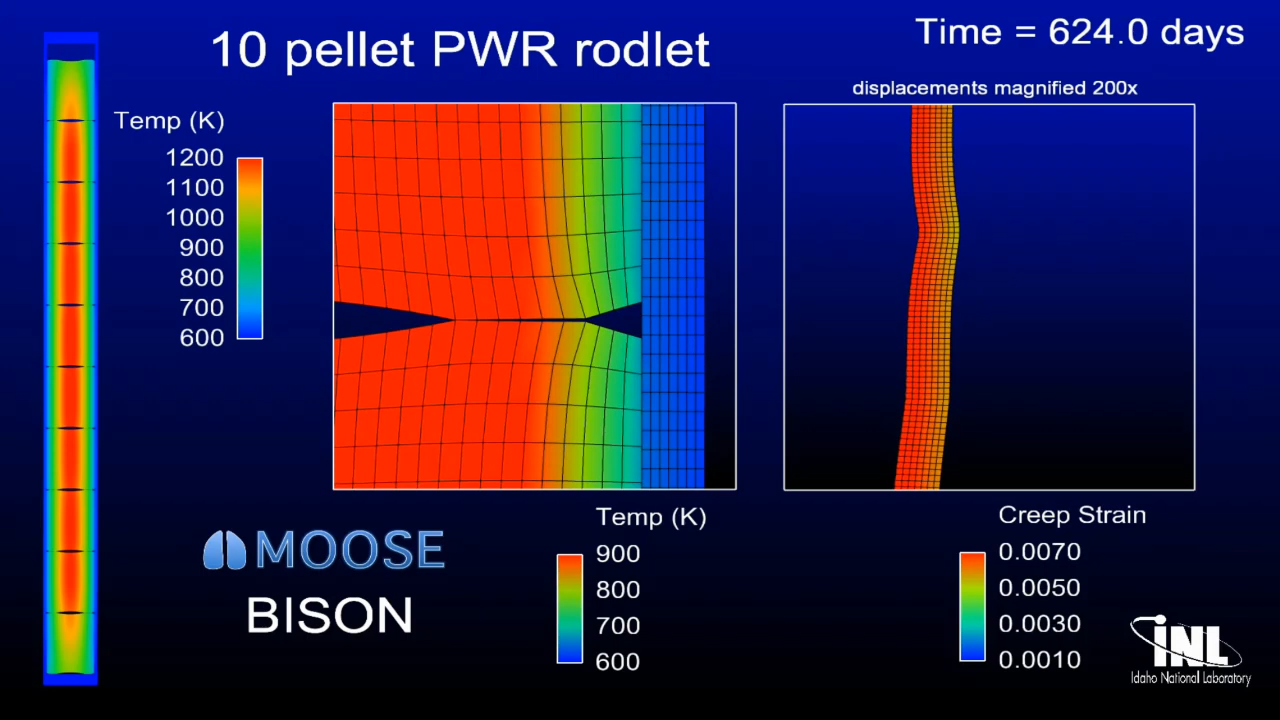 10 pellet PWR rodlet
Time = 624.0 days
displacements magnified 200x
Temp (K)
1200
1100
1000
900
800
700
600
MOOSE
BISON
Temp (K)
900
800
700
600
Creep Strain
0.0070
0.0050
0.0030
0.0010
INL
Idaho National Laboratory